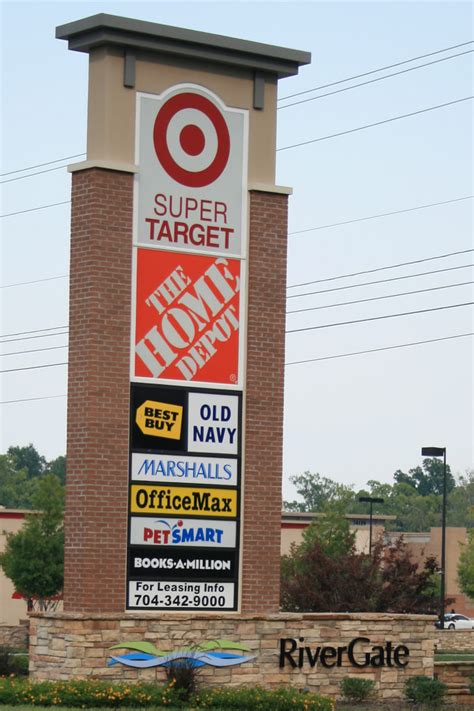 SUPER
TARGET
THE
HOME
DEPOT
BEST
BUY
OLD
NAVY
MARSHALLS
OfficeMax
PETSMART
BOOKS-A-MILLION
For Leasing Info
704-342-9000
RiverGate